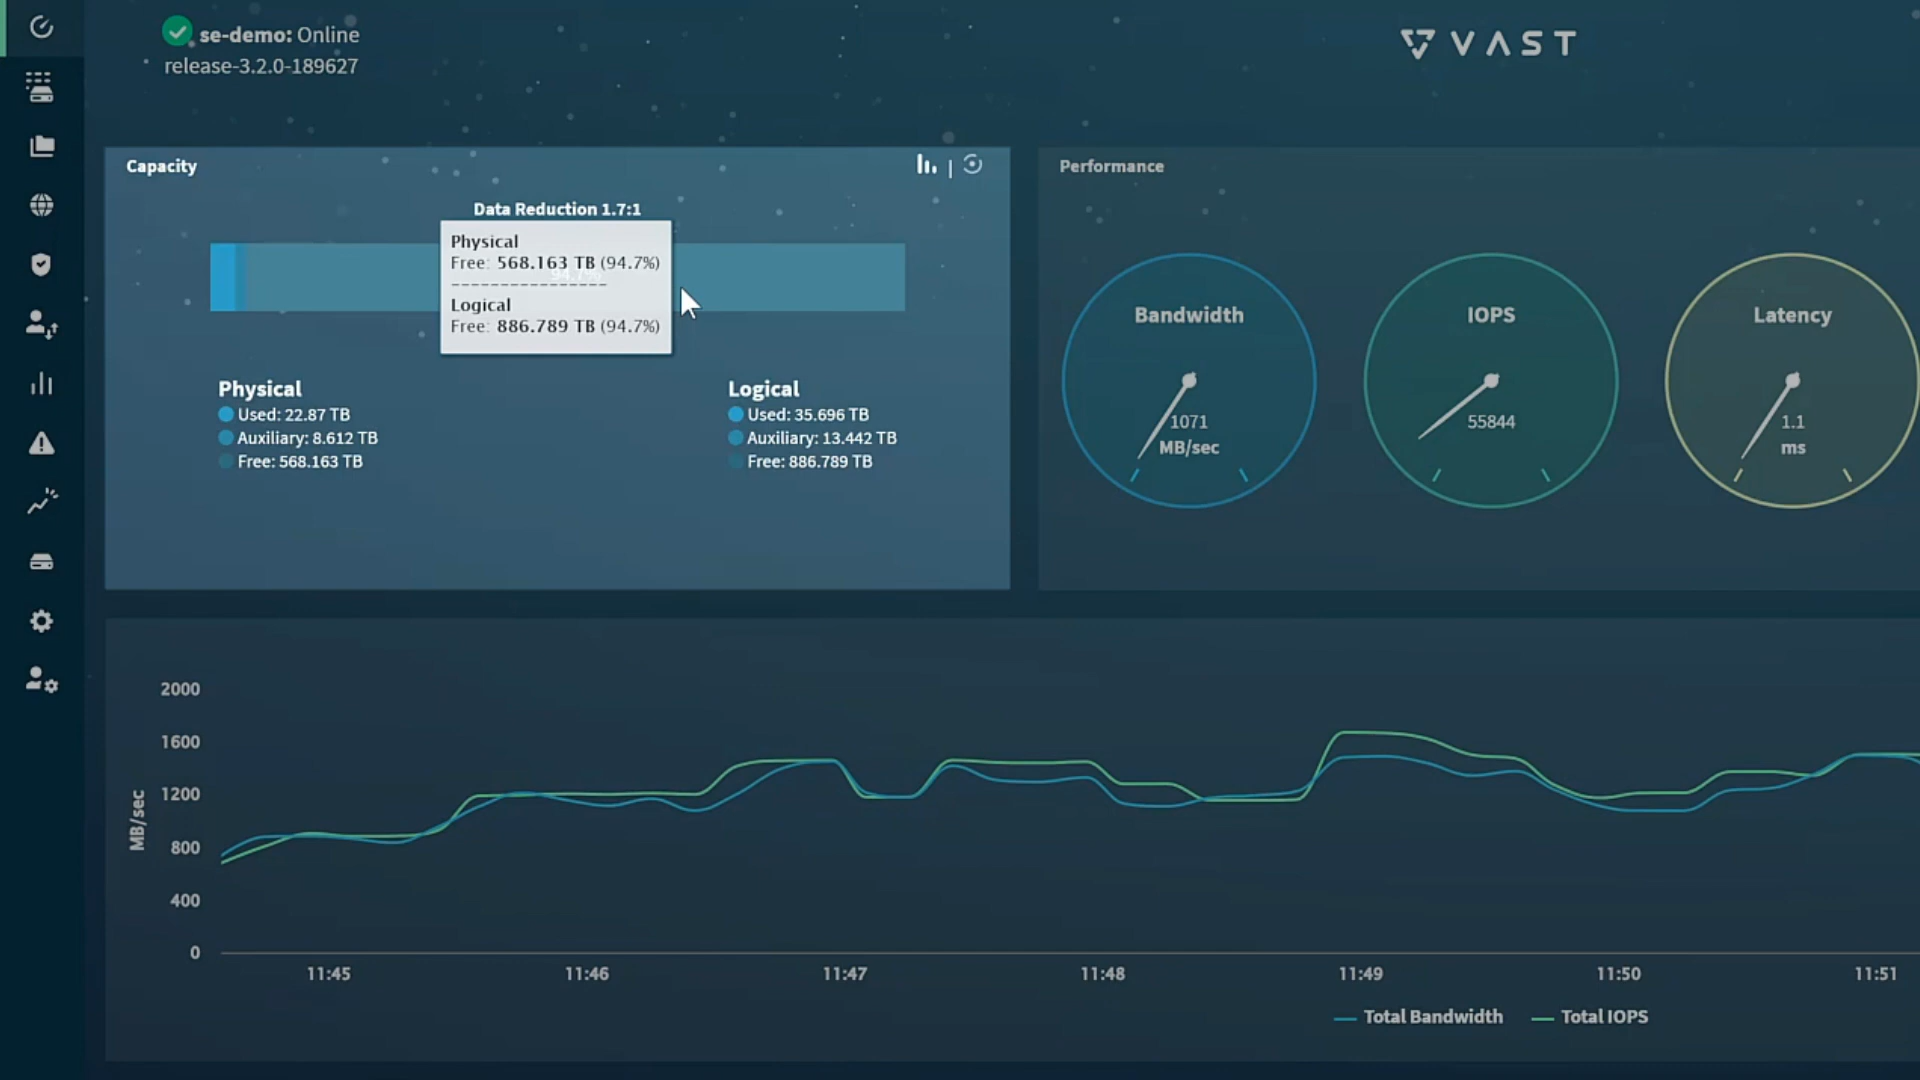 se-demo: Online
release-3.2.0-189627
VAST
Capacity
Data Reduction 1.7:1
Physical
Free: 568.163 TB (94.7%)
----------------
Logical
Free: 886.789 TB (94.7%)
Physical
Used: 22.87 TB
Auxiliary: 8.612 TB
Free: 568.163 TB
Logical
Used: 35.696 TB
Auxiliary: 13.442 TB
Free: 886.789 TB
Performance
Bandwidth
1071
MB/sec
IOPS
55844
Latency
1.1
ms
MB/sec
2000
1600
1200
800
400
0
11:45
11:46
11:47
11:48
11:49
11:50
11:51
Total Bandwidth
Total IOPS